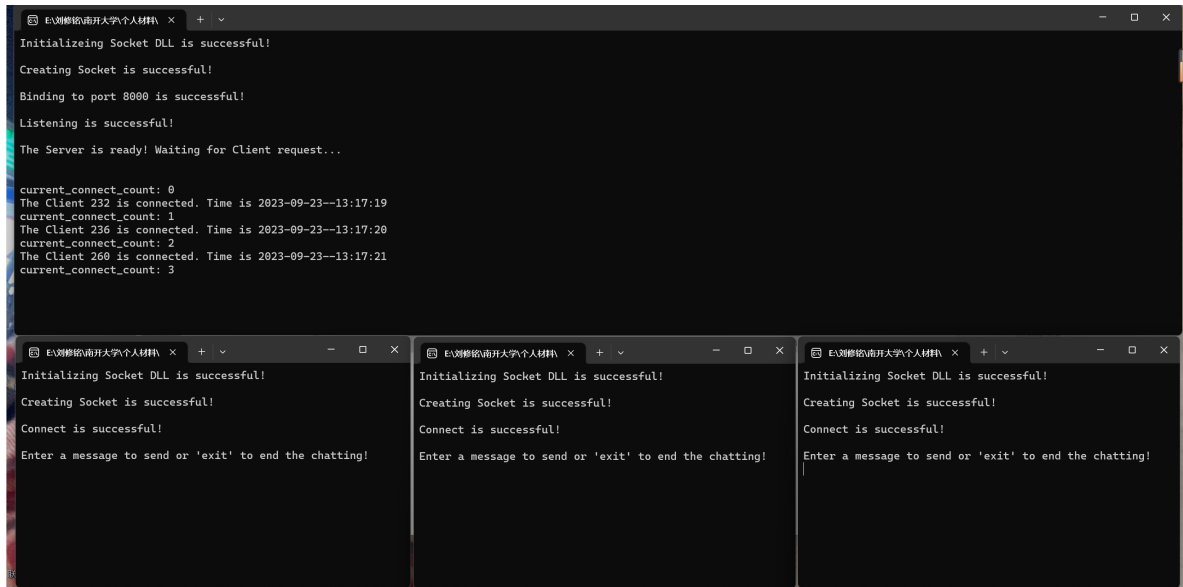 E:\刘修铭\南开大学\个人材料\
Initializeing Socket DLL is successful!
Creating Socket is successful!
Binding to port 8000 is successful!
Listening is successful!
The Server is ready! Waiting for Client request...
current_connect_count: 0
The Client 232 is connected. Time is 2023-09-23--13:17:19
current_connect_count: 1
The Client 236 is connected. Time is 2023-09-23--13:17:20
current_connect_count: 2
The Client 260 is connected. Time is 2023-09-23--13:17:21
current_connect_count: 3
E:\刘修铭\南开大学\个人材料\
Initializing Socket DLL is successful!
Creating Socket is successful!
Connect is successful!
Enter a message to send or 'exit' to end the chatting!
E:\刘修铭\南开大学\个人材料\
Initializing Socket DLL is successful!
Creating Socket is successful!
Connect is successful!
Enter a message to send or 'exit' to end the chatting!
E:\刘修铭\南开大学\个人材料\
Initializing Socket DLL is successful!
Creating Socket is successful!
Connect is successful!
Enter a message to send or 'exit' to end the chatting!